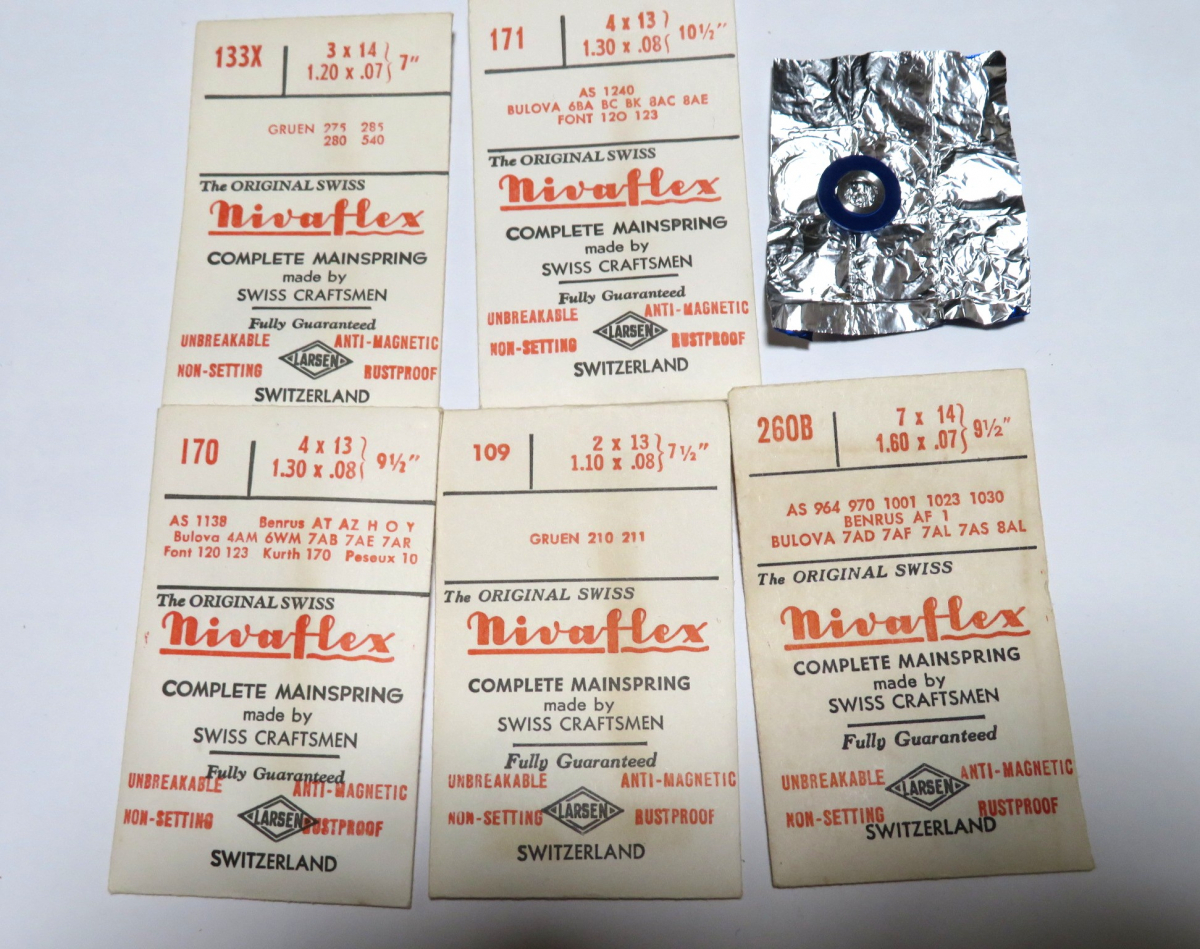 133X
3 x 14
1.20 x .07
7"
GRUEN 275 285
280 540
The ORIGINAL SWISS
Nivaflex
COMPLETE MAINSPRING
made by
SWISS CRAFTSMEN
Fully Guaranteed
UNBREAKABLE ANTI-MAGNETIC
LARSEN
NON-SETTING RUSTPROOF
SWITZERLAND
171
4 x 13
1.30 x .08
10½"
AS 1240
BULOVA 6BA BC BK 8AC 8AE
FONT 120 123
The ORIGINAL SWISS
Nivaflex
COMPLETE MAINSPRING
made by
SWISS CRAFTSMEN
Fully Guaranteed
UNBREAKABLE ANTI-MAGNETIC
LARSEN
NON-SETTING RUSTPROOF
SWITZERLAND
170
4 x 13
1.30 x .08
9½"
AS 1138 Benrus AT AZ H O Y
Bulova 4AM 6WM 7AB 7AE 7AR
Font 120 123 Kurth 170 Peseux 10
The ORIGINAL SWISS
Nivaflex
COMPLETE MAINSPRING
made by
SWISS CRAFTSMEN
Fully Guaranteed
UNBREAKABLE ANTI-MAGNETIC
LARSEN
NON-SETTING RUSTPROOF
SWITZERLAND
109
2 x 13
1.10 x .08
7½"
GRUEN 210 211
The ORIGINAL SWISS
Nivaflex
COMPLETE MAINSPRING
made by
SWISS CRAFTSMEN
Fully Guaranteed
UNBREAKABLE ANTI-MAGNETIC
LARSEN
NON-SETTING RUSTPROOF
SWITZERLAND
260B
7 x 14
1.60 x .07
9½"
AS 964 970 1001 1023 1030
BENRUS AF 1
BULOVA 7AD 7AF 7AL 7AS 8AL
The ORIGINAL SWISS
Nivaflex
COMPLETE MAINSPRING
made by
SWISS CRAFTSMEN
Fully Guaranteed
UNBREAKABLE ANTI-MAGNETIC
LARSEN
NON-SETTING RUSTPROOF
SWITZERLAND